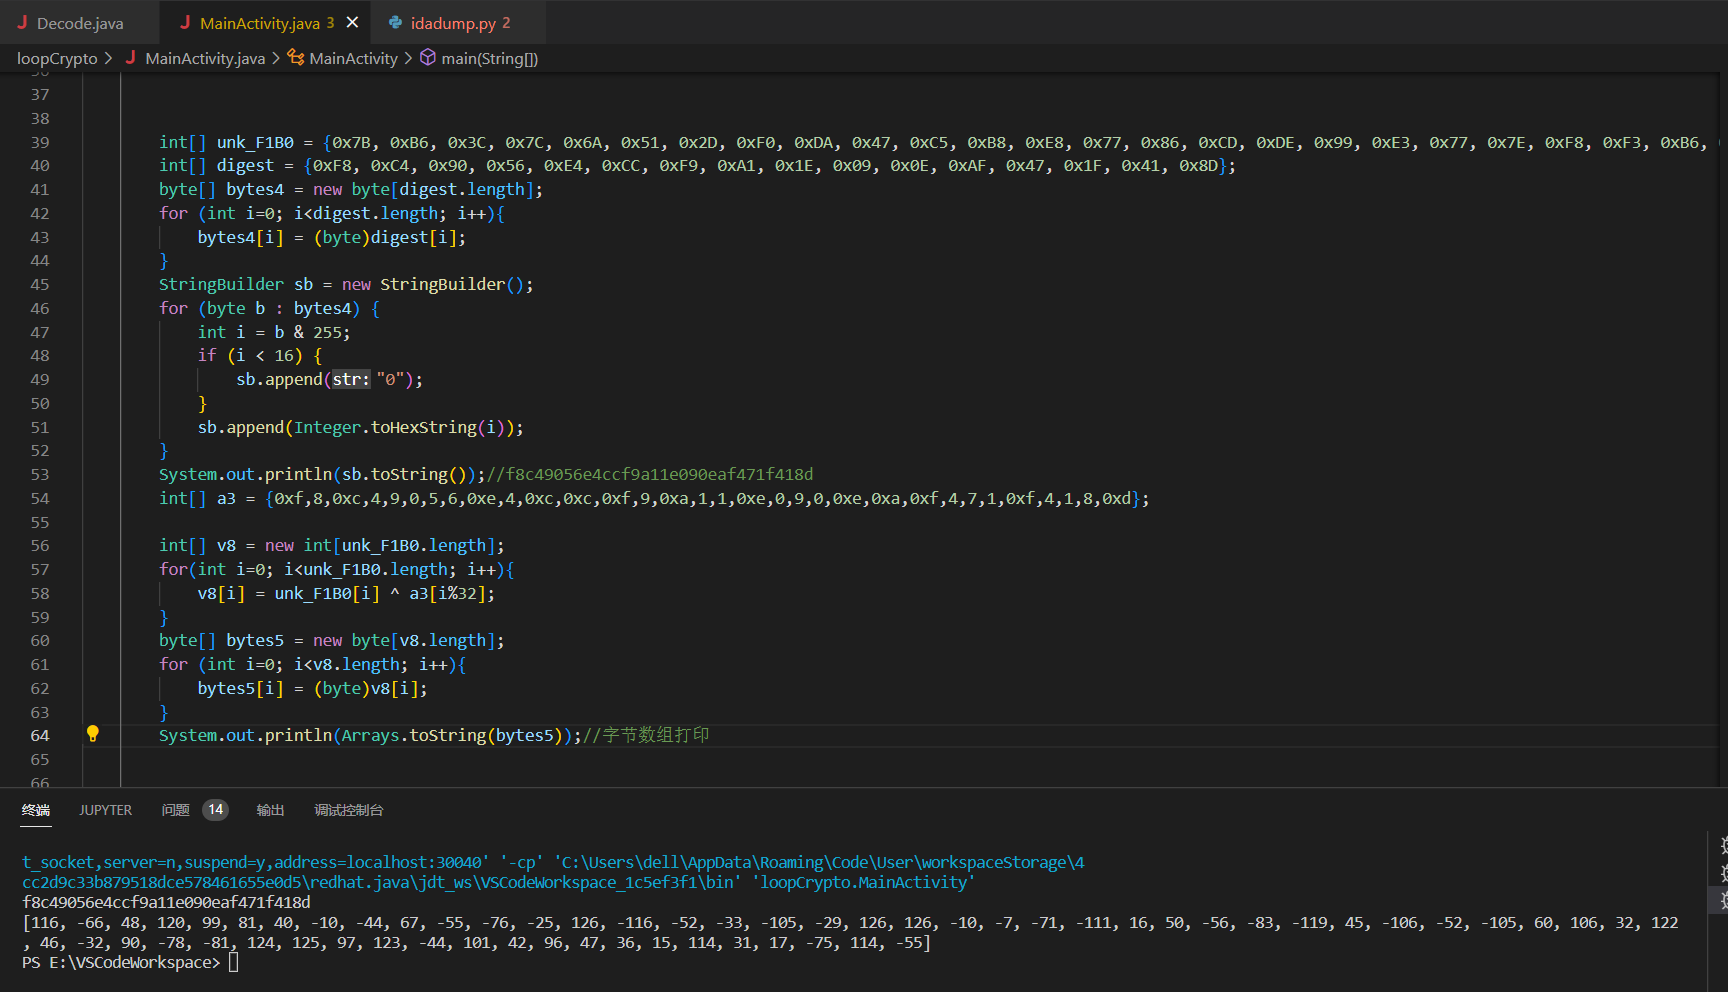 Decode.java
MainActivity.java 3
idadump.py 2
loopCrypto > MainActivity.java > MainActivity > main(String[])
36
37
38
39 int[] unk_F1B0 = {0x7B, 0xB6, 0x3C, 0x7C, 0x6A, 0x51, 0x2D, 0xF0, 0xDA, 0x47, 0xC5, 0xB8, 0xE8, 0x77, 0x86, 0xCD, 0xDE, 0x99, 0xE3, 0x77, 0x7E, 0xF8, 0xF3, 0xB6,
40 int[] digest = {0xF8, 0xC4, 0x90, 0x56, 0xE4, 0xCC, 0xF9, 0xA1, 0x1E, 0x09, 0x0E, 0xAF, 0x47, 0x1F, 0x41, 0x8D};
41 byte[] bytes4 = new byte[digest.length];
42 for (int i=0; i<digest.length; i++){
43 bytes4[i] = (byte)digest[i];
44 }
45 StringBuilder sb = new StringBuilder();
46 for (byte b : bytes4) {
47 int i = b & 255;
48 if (i < 16) {
49 sb.append(str: "0");
50 }
51 sb.append(Integer.toHexString(i));
52 }
53 System.out.println(sb.toString());//f8c49056e4ccf9a11e090eaf471f418d
54 int[] a3 = {0xf,8,0xc,4,9,0,5,6,0xe,4,0xc,0xc,0xf,9,0xa,1,1,0xe,0,9,0,0xe,0xa,0xf,4,7,1,0xf,4,1,8,0xd};
55
56 int[] v8 = new int[unk_F1B0.length];
57 for(int i=0; i<unk_F1B0.length; i++){
58 v8[i] = unk_F1B0[i] ^ a3[i%32];
59 }
60 byte[] bytes5 = new byte[v8.length];
61 for (int i=0; i<v8.length; i++){
62 bytes5[i] = (byte)v8[i];
63 }
64 System.out.println(Arrays.toString(bytes5));//字节数组打印
65
66
终端 JUPYTER 问题 14 输出 调试控制台
t_socket,server=n,suspend=y,address=localhost:30040' '-cp' 'C:\Users\dell\AppData\Roaming\Code\User\workspaceStorage\4
cc2d9c33b879518dce578461655e0d5\redhat.java\jdt_ws\VSCodeWorkspace_1c5ef3f1\bin' 'loopCrypto.MainActivity'
f8c49056e4ccf9a11e090eaf471f418d
[116, -66, 48, 120, 99, 81, 40, -10, -44, 67, -55, -76, -25, 126, -116, -52, -33, -105, -29, 126, 126, -10, -7, -71, -111, 16, 50, -56, -83, -119, 45, -106, -52, -105, 60, 106, 32, 122
, 46, -32, 90, -78, -81, 124, 125, 97, 123, -44, 101, 42, 96, 47, 36, 15, 114, 31, 17, -75, 114, -55]
PS E:\VSCodeWorkspace>